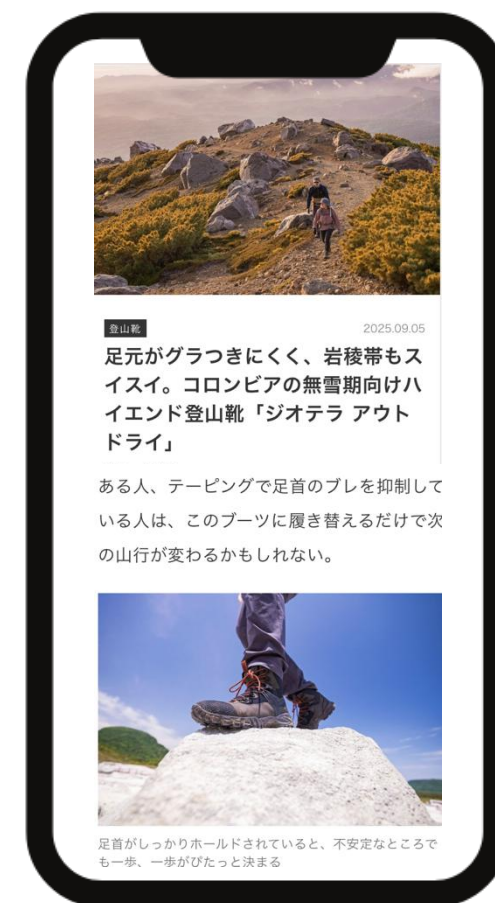 登山靴
2025.09.05
足元がグラつきにくく、岩稜帯もス
イスイ。コロンビアの無雪期向けハ
イエンド登山靴「ジオテラ アウト
ドライ」
ある人、テーピングで足首のブレを抑制して
いる人は、このブーツに履き替えるだけで次
の山行が変わるかもしれない。
足首がしっかりホールドされていると、不安定なところで
も一歩、一歩がぴたっと決まる